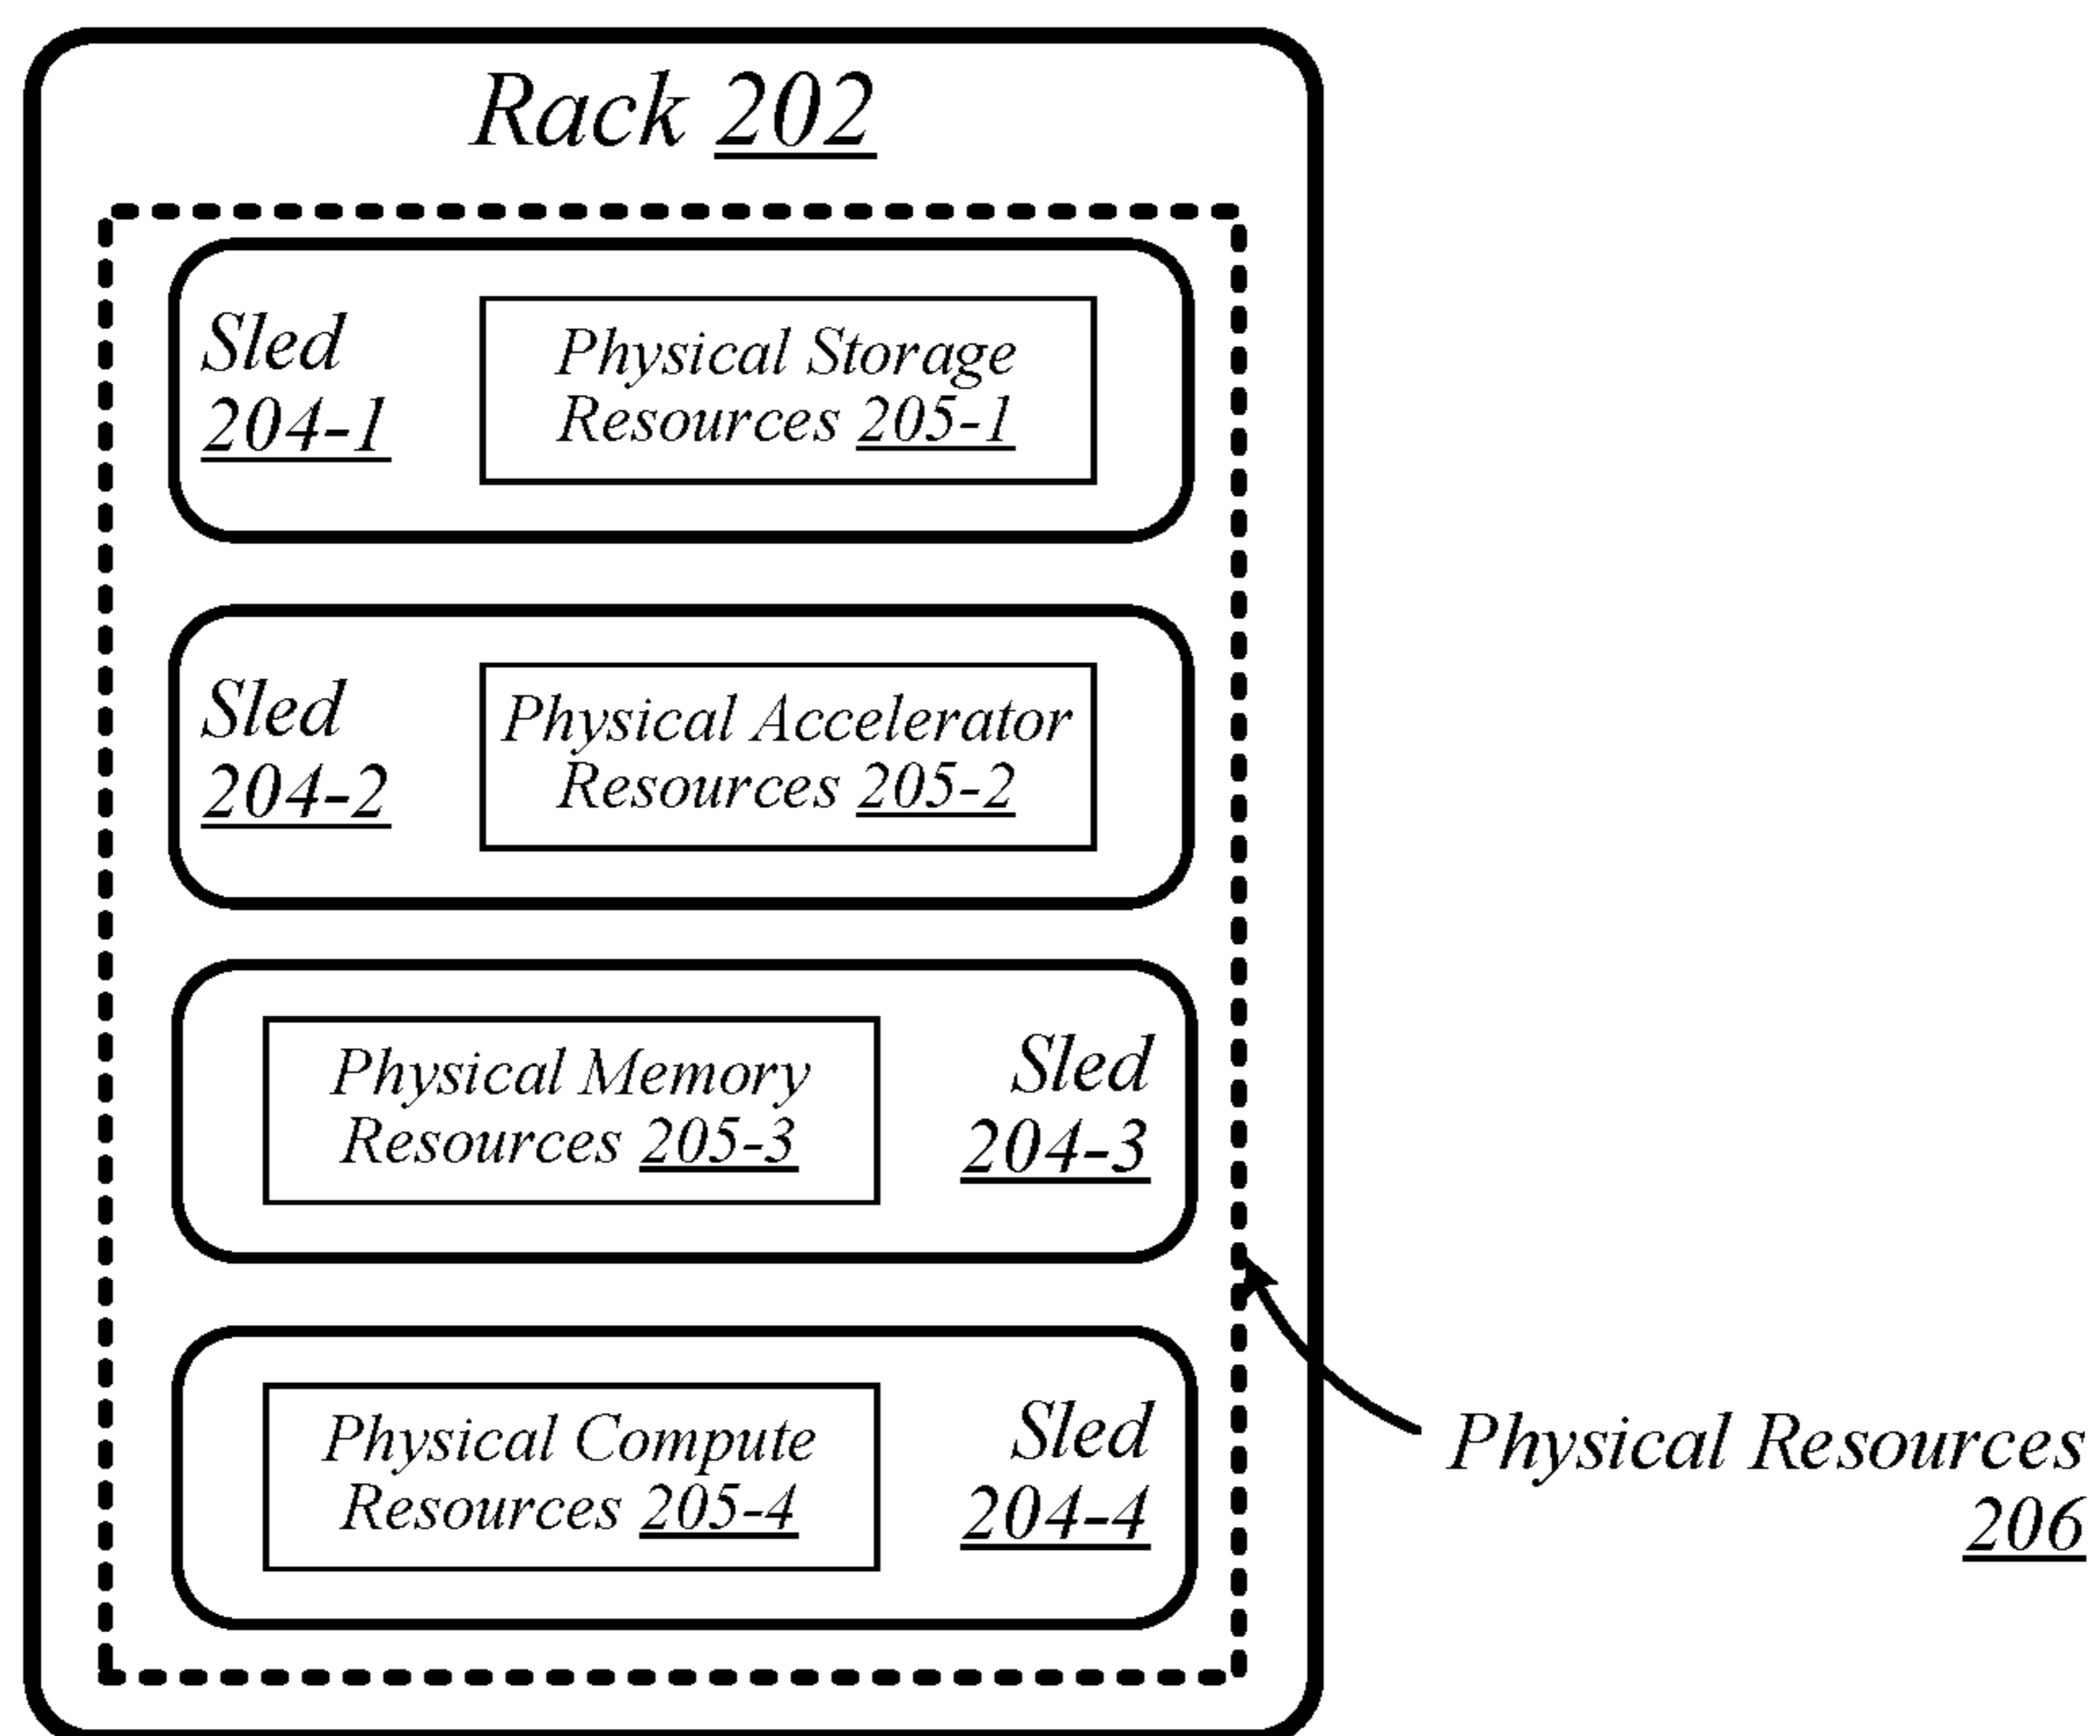 Rack 202
Sled
204-1
Physical Storage
Resources 205-1
Sled
204-2
Physical Accelerator
Resources 205-2
Physical Memory
Resources 205-3
Sled
204-3
Physical Compute
Resources 205-4
Sled
204-4
Physical Resources
206